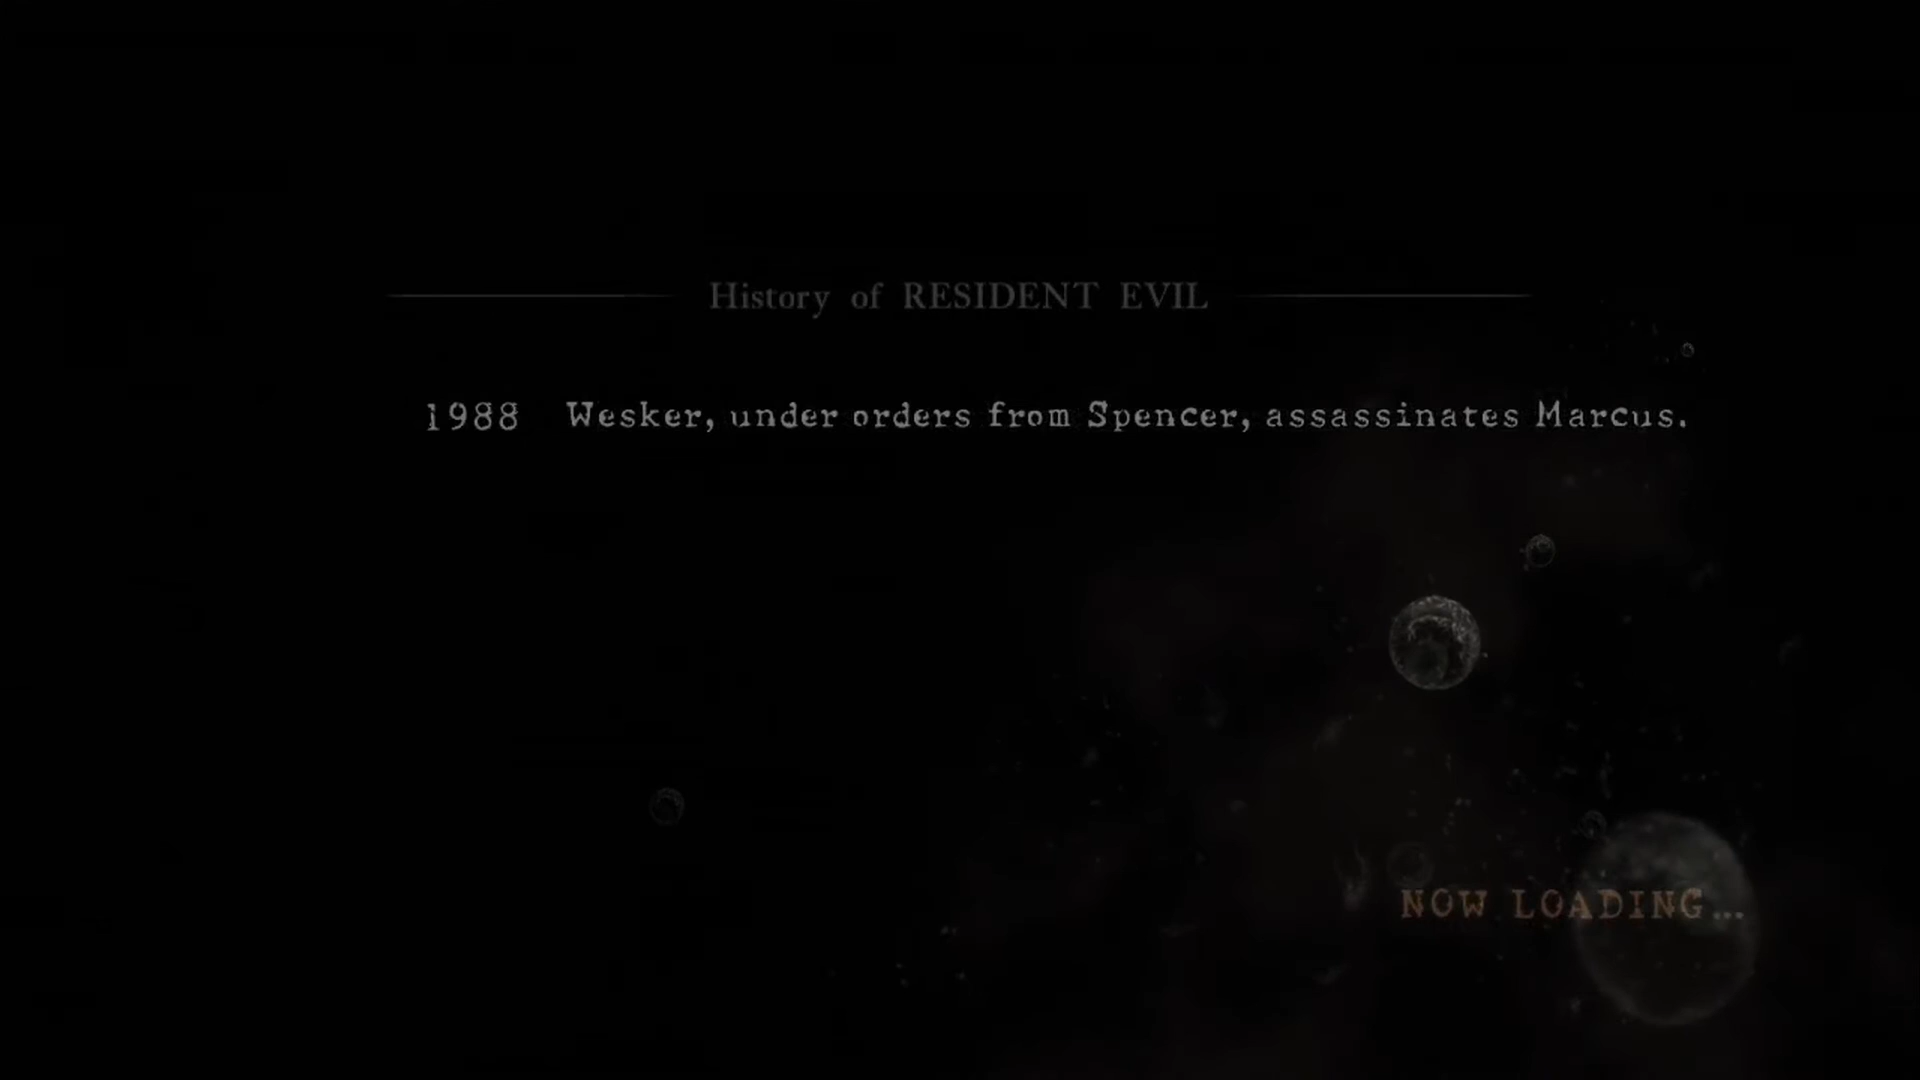 History of RESIDENT EVIL
1988 Wesker, under orders from Spencer, assassinates Marcus.
NOW LOADING...